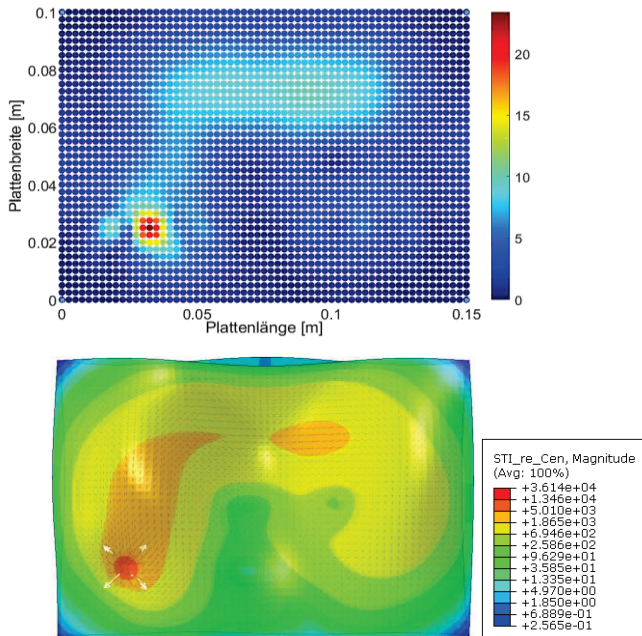 0.1
0.08
0.06
0.04
0.02
0
Plattenbreite [m]
0
0.05
0.1
0.15
Plattenlänge [m]
20
15
10
5
0
STI_re_Cen, Magnitude
(Avg: 100%)
+3.614e+04
+1.346e+04
+5.010e+03
+1.865e+03
+6.946e+02
+2.586e+02
+9.629e+01
+3.585e+01
+1.335e+01
+4.970e+00
+1.850e+00
+6.889e-01
+2.565e-01